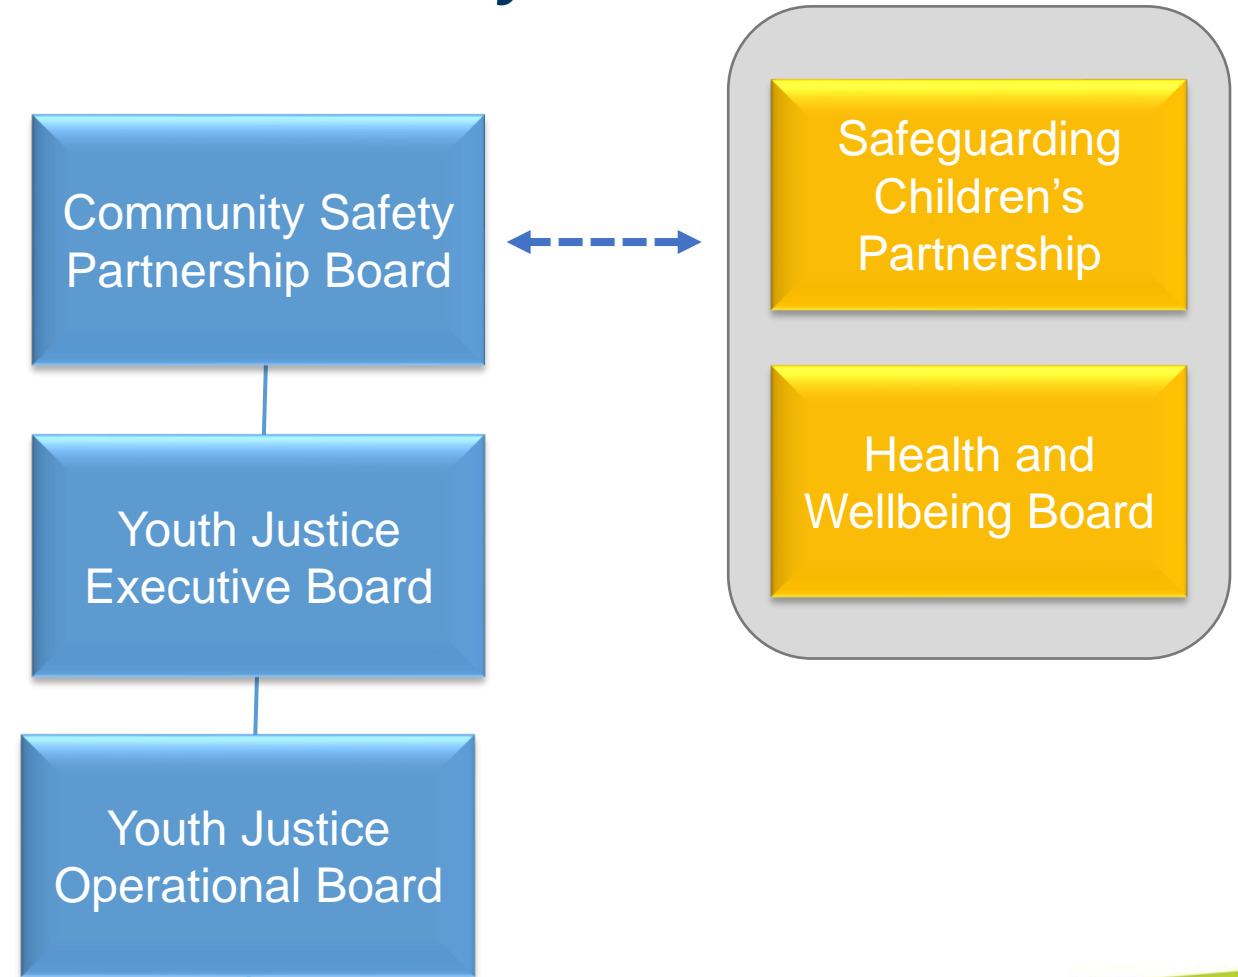 Community Safety
Partnership Board
Youth Justice
Executive Board
Youth Justice
Operational Board
Safeguarding
Children’s
Partnership
Health and
Wellbeing Board